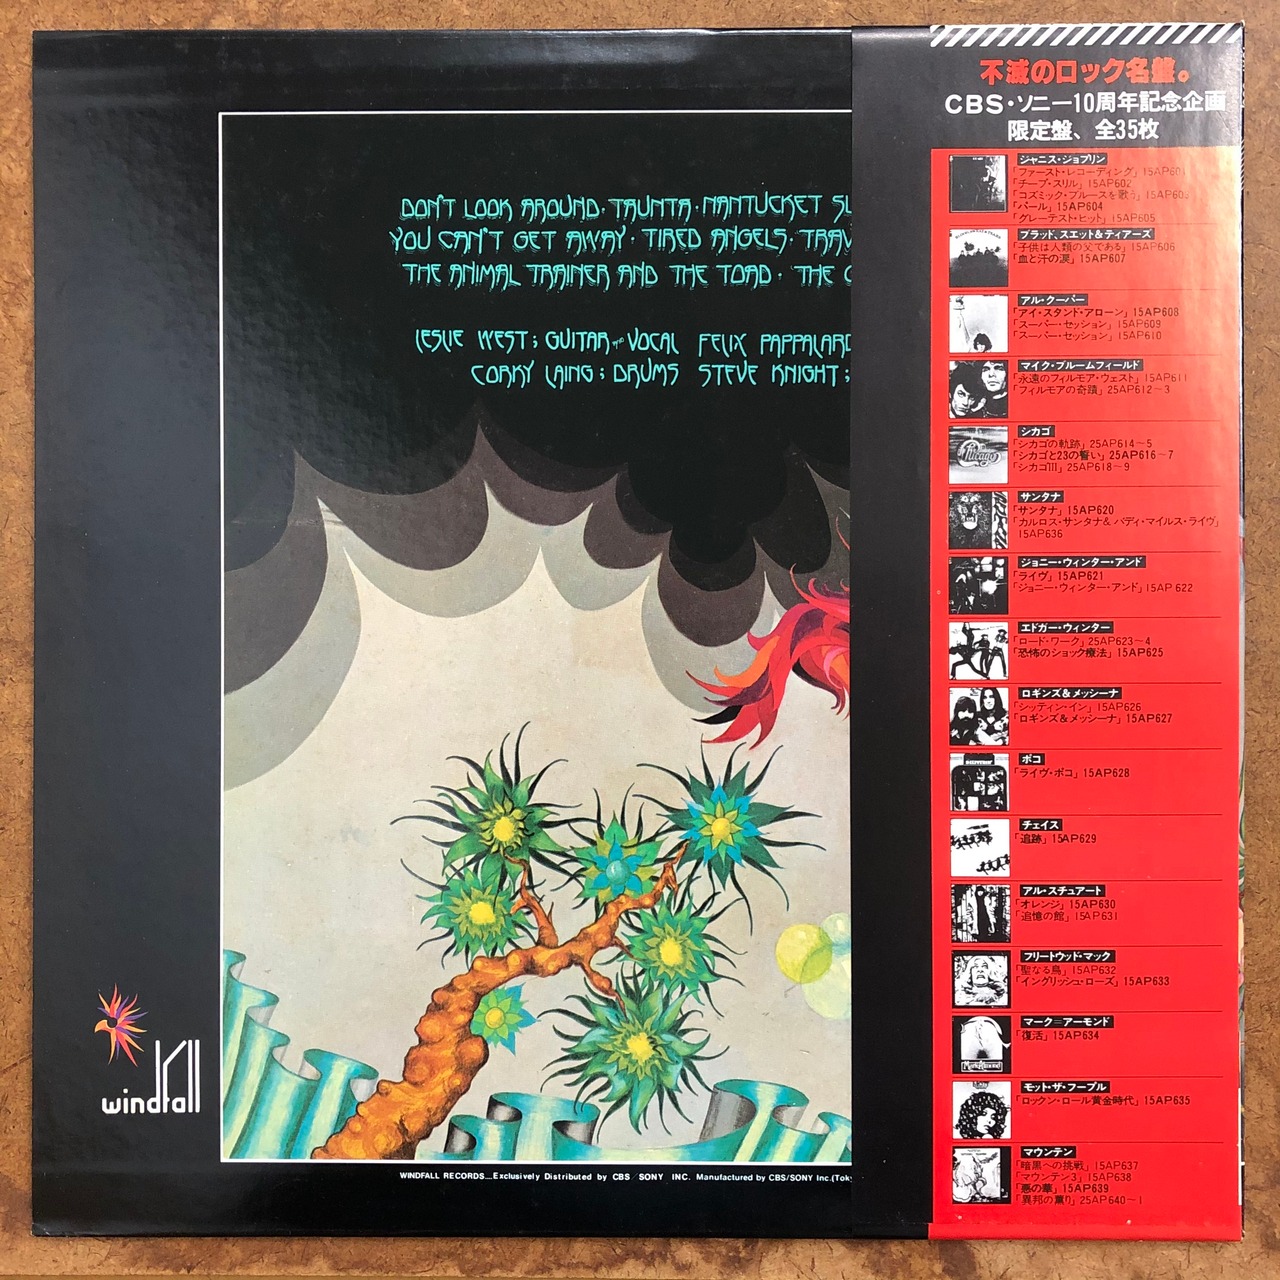 DON'T LOOK AROUND · TAUNTA · NANTUCKET SL
YOU CAN'T GET AWAY · TIRED ANGELS · TRAV
THE ANIMAL TRAINER AND THE TOAD · THE
LESLIE WEST; GUITAR VOCAL FELIX PAPPALARD
CORKY LAING; DRUMS STEVE KNIGHT;
windfall
WINDFALL RECORDS—Exclusively Distributed by CBS/SONY INC. Manufactured by CBS/SONY Inc.(Toky
不滅のロック名盤。
CBS・ソニー10周年記念企画
限定盤、全35枚
ジャニス・ジョプリン
「ファースト・レコーディング」15AP601
「チープ・スリル」15AP602
「コズミック・ブルースを歌う」15AP603
「パール」15AP604
「グレーテスト・ヒット」15AP605
ブラッド、スエット&ティアーズ
「子供は人類の父である」15AP606
「血と汗の涙」15AP607
アル・クーパー
「アイ・スタンド・アローン」15AP608
「スーパー・セッション」15AP609
「スーパー・セッション」15AP610
マイク・ブルームフィールド
「永遠のフィルモア・ウェスト」15AP611
「フィルモアの奇蹟」25AP612〜3
シカゴ
「シカゴの軌跡」25AP614〜5
「シカゴと23の誓い」25AP616〜7
「シカゴIII」25AP618〜9
Chicago
サンタナ
「サンタナ」15AP620
「カルロス・サンタナ&バディ・マイルス・ライヴ」
15AP636
ジョニー・ウィンター・アンド
「ライヴ」15AP621
「ジョニー・ウィンター・アンド」15AP622
エドガー・ウィンター
「ロード・ワーク」25AP623〜4
「恐怖のショック療法」15AP625
ロギンズ&メッシーナ
「シッティン・イン」15AP626
「ロギンズ&メッシーナ」15AP627
ポコ
「ライヴ・ポコ」15AP628
チェイス
「追跡」15AP629
アル・スチュアート
「オレンジ」15AP630
「追憶の館」15AP631
フリートウッド・マック
「聖なる鳥」15AP632
「イングリッシュ・ローズ」15AP633
マーク=アーモンド
「復活」15AP634
モット・ザ・フープル
「ロックン・ロール黄金時代」15AP635
マウンテン
「暗黒への挑戦」15AP637
「マウンテン3」15AP638
「悪の華」15AP639
「異邦の薫り」25AP640〜1